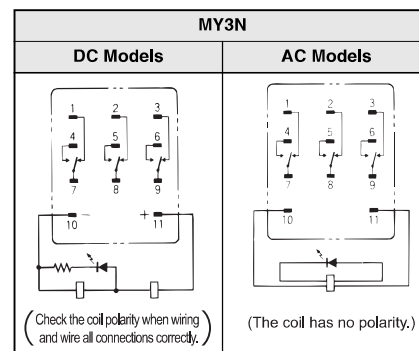 MY3N
DC Models
AC Models
1 2 3
4 5 6
7 8 9
10 − + 11
(Check the coil polarity when wiring
and wire all connections correctly.)
1 2 3
4 5 6
7 8 9
10 11
(The coil has no polarity.)